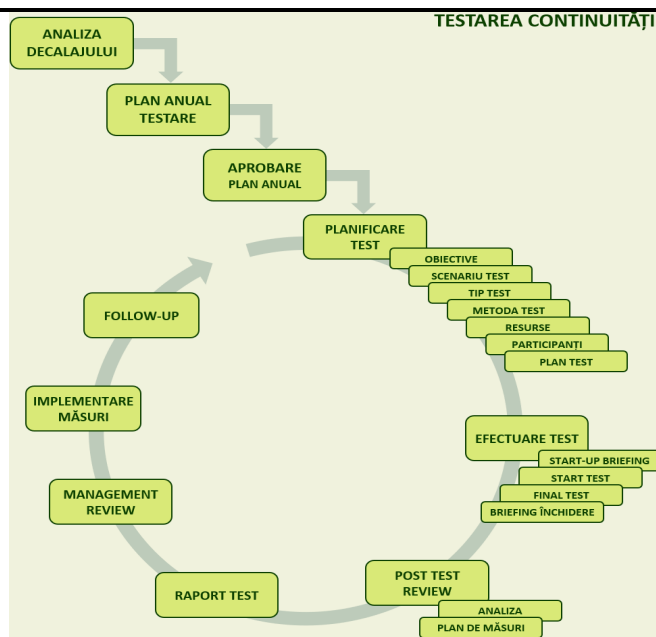 TESTAREA CONTINUITĂȚI
ANALIZA
DECALAJULUI
PLAN ANUAL
TESTARE
APROBARE
PLAN ANUAL
PLANIFICARE
TEST
OBIECTIVE
SCENARIU TEST
TIP TEST
METODA TEST
RESURSE
PARTICIPANȚI
PLAN TEST
EFECTUARE TEST
START-UP BRIEFING
START TEST
FINAL TEST
BRIEFING ÎNCHIDERE
POST TEST
REVIEW
ANALIZA
PLAN DE MĂSURI
RAPORT TEST
MANAGEMENT
REVIEW
IMPLEMENTARE
MĂSURI
FOLLOW-UP